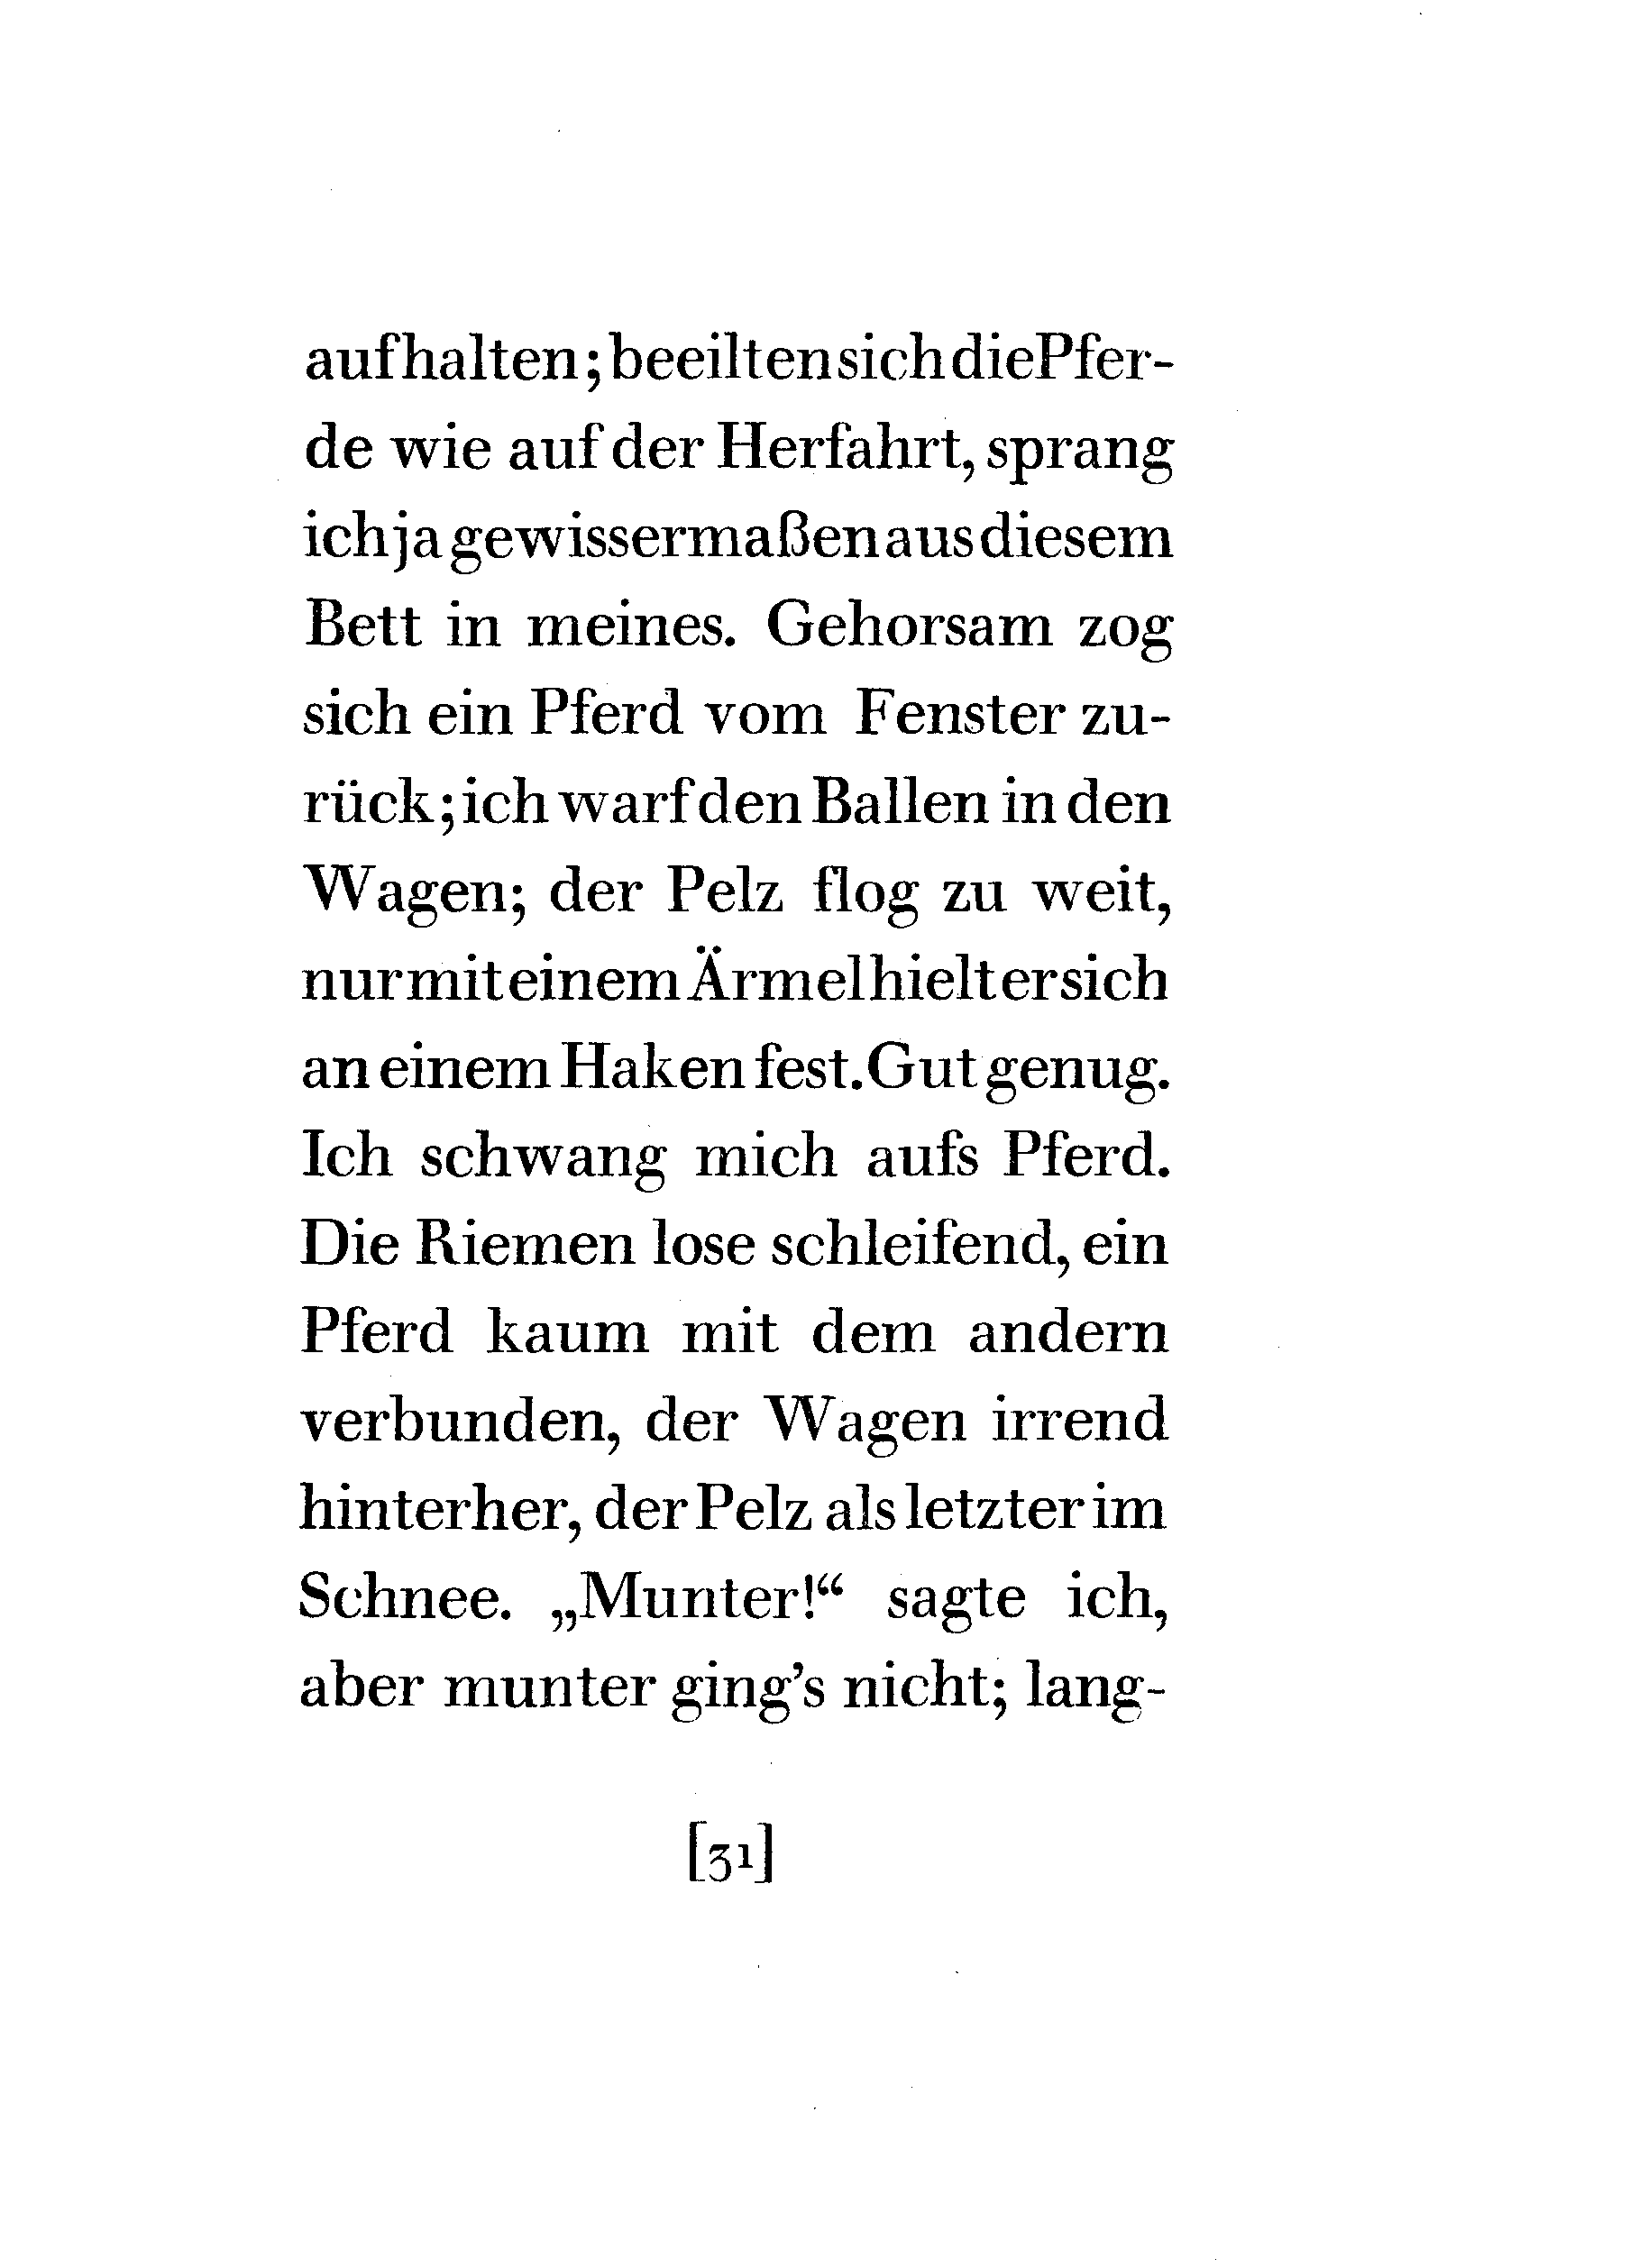 aufhalten; beeilten sich die Pfer-
de wie auf der Herfahrt, sprang
ich ja gewissermaßen aus diesem
Bett in meines. Gehorsam zog
sich ein Pferd vom Fenster zu-
rück; ich warf den Ballen in den
Wagen; der Pelz flog zu weit,
nur mit einem Ärmel hielt er sich
an einem Haken fest. Gut genug.
Ich schwang mich aufs Pferd.
Die Riemen lose schleifend, ein
Pferd kaum mit dem andern
verbunden, der Wagen irrend
hinterher, der Pelz als letzter im
Schnee. „Munter!“ sagte ich,
aber munter ging's nicht; lang-
[31]